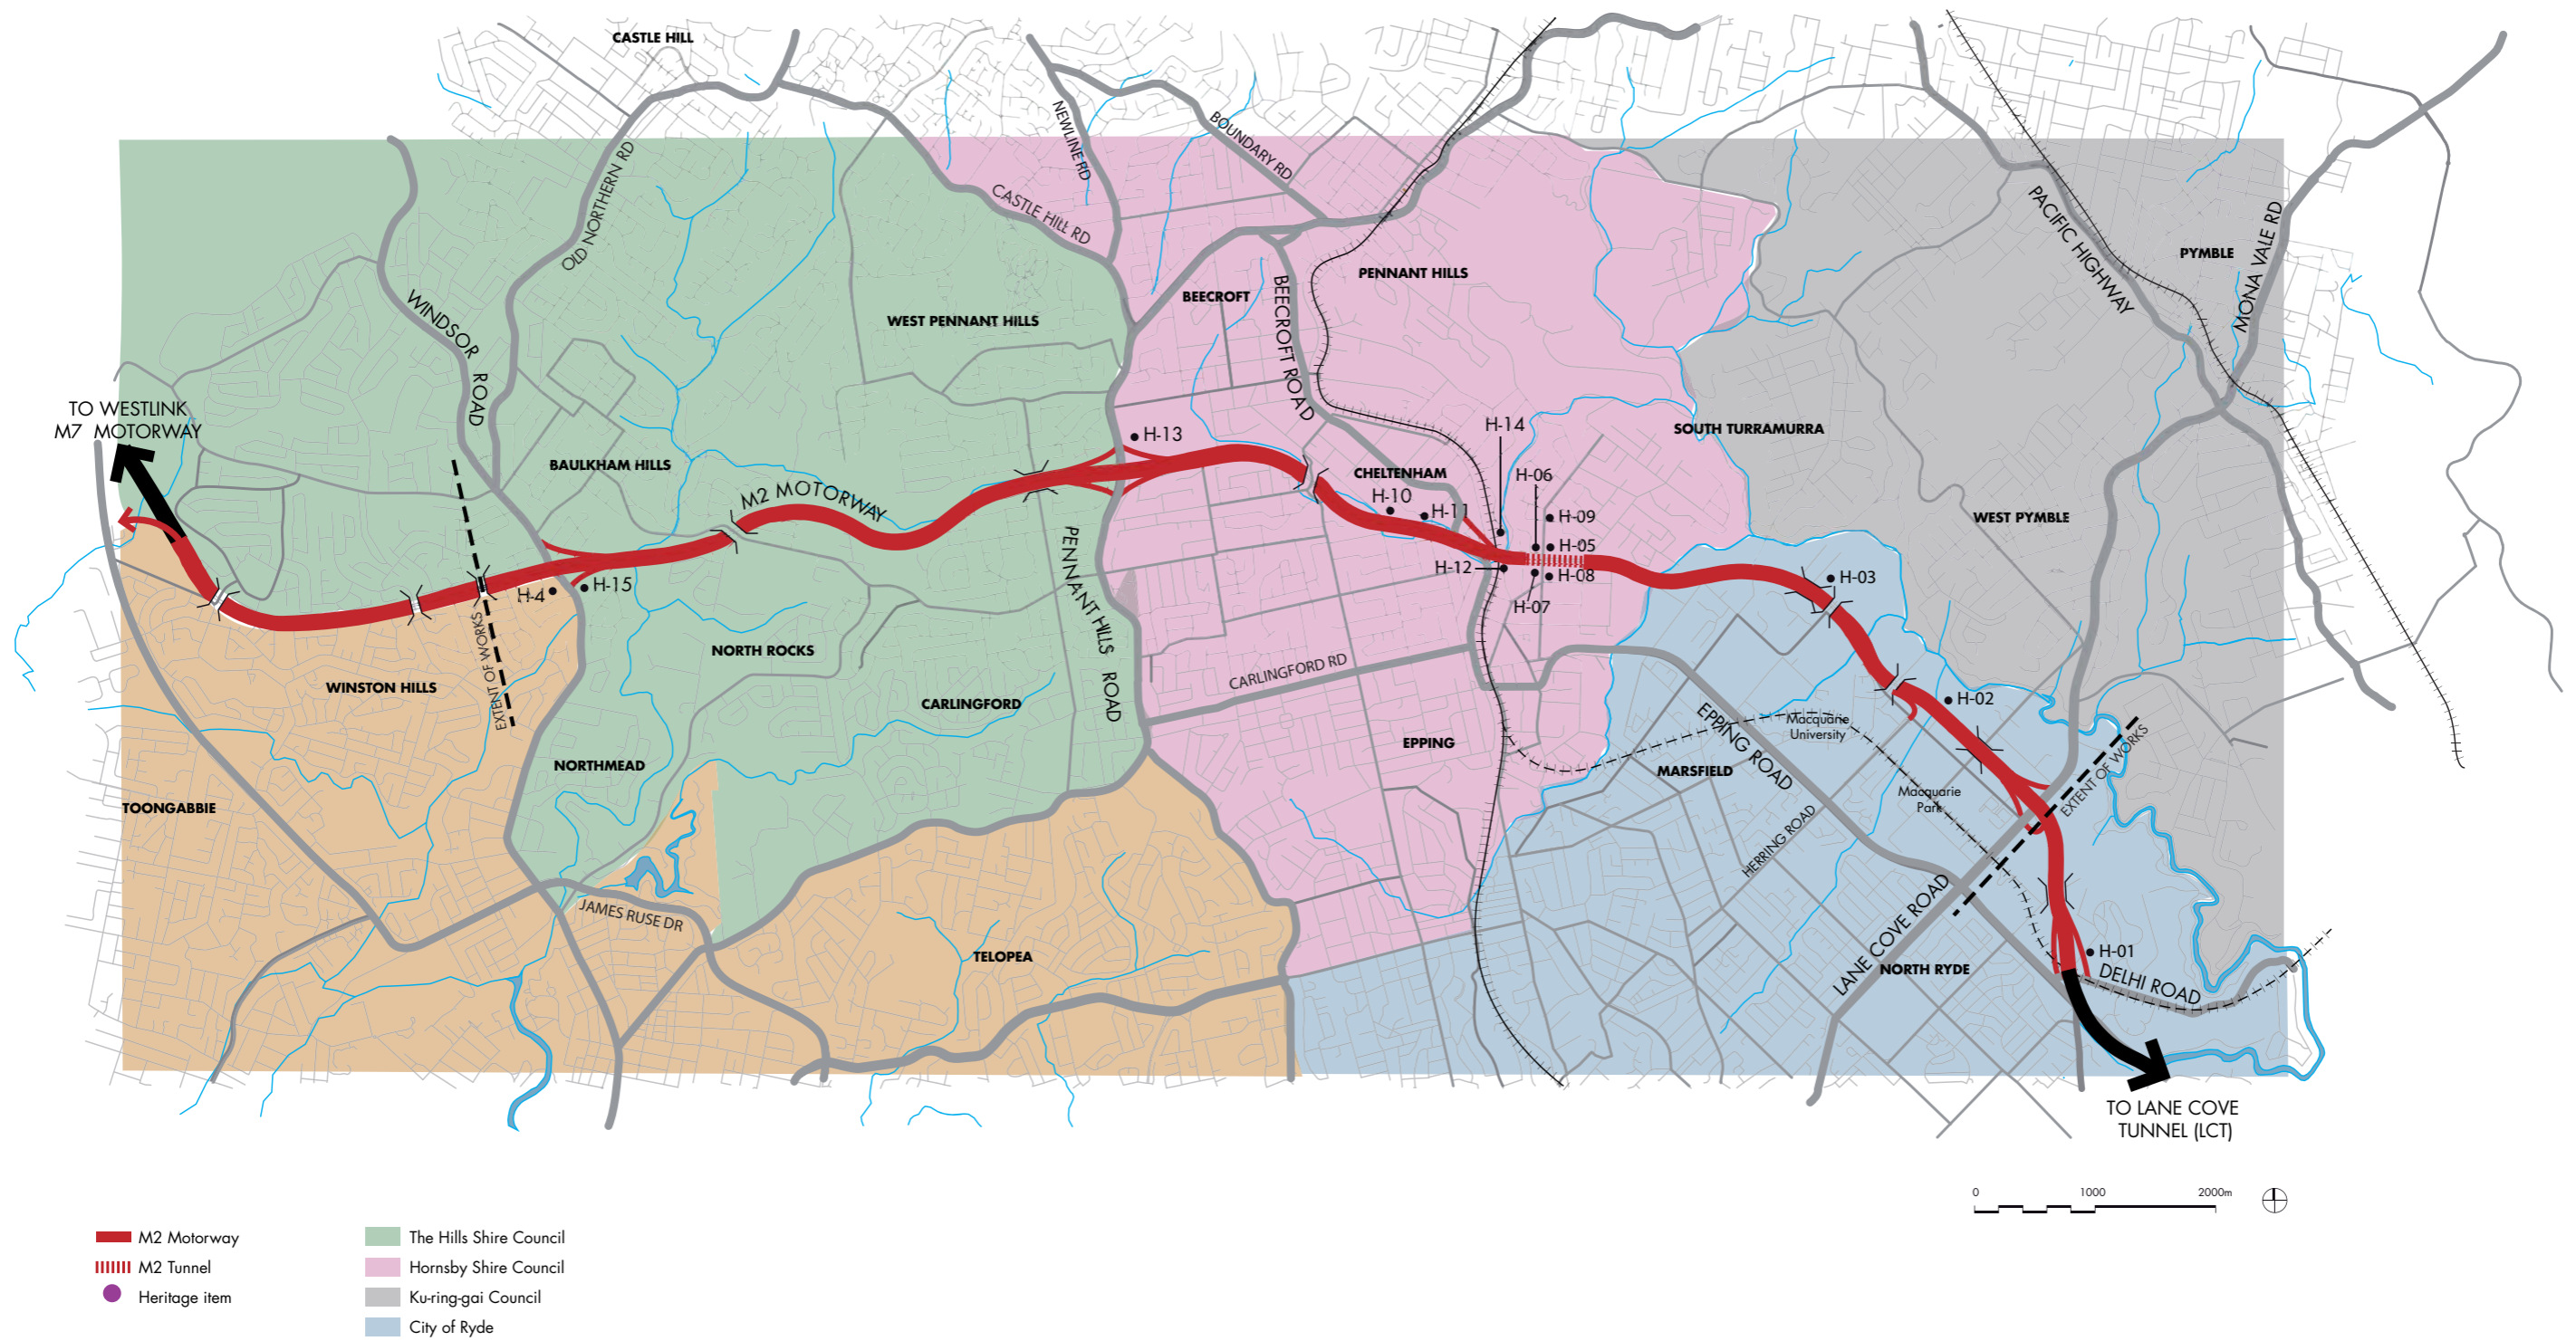 CASTLE HILL
NEWLINE RD
BOUNDARY RD
OLD NORTHERN RD
CASTLE HILL RD
PACIFIC HIGHWAY
PYMBLE
MONA VALE RD
PENNANT HILLS
BEECROFT
BEECROFT ROAD
WINDSOR ROAD
WEST PENNANT HILLS
TO WESTLINK
M7 MOTORWAY
H-14
SOUTH TURRAMURRA
H-13
BAULKHAM HILLS
CHELTENHAM
H-06
M2 MOTORWAY
H-10
H-11
H-09
WEST PYMBLE
H-05
H-12
H-08
H-03
H-4
H-15
H-07
PENNANT HILLS ROAD
EXTENT OF WORKS
NORTH ROCKS
CARLINGFORD RD
WINSTON HILLS
CARLINGFORD
H-02
EPPING ROAD
Macquarie
University
EPPING
NORTHMEAD
MARSFIELD
EXTENT OF WORKS
Macquarie
Park
TOONGABBIE
HERRING ROAD
JAMES RUSE DR
LANE COVE ROAD
TELOPEA
H-01
NORTH RYDE
DELHI ROAD
TO LANE COVE
TUNNEL (LCT)
0 1000 2000m
M2 Motorway
M2 Tunnel
Heritage item
The Hills Shire Council
Hornsby Shire Council
Ku-ring-gai Council
City of Ryde